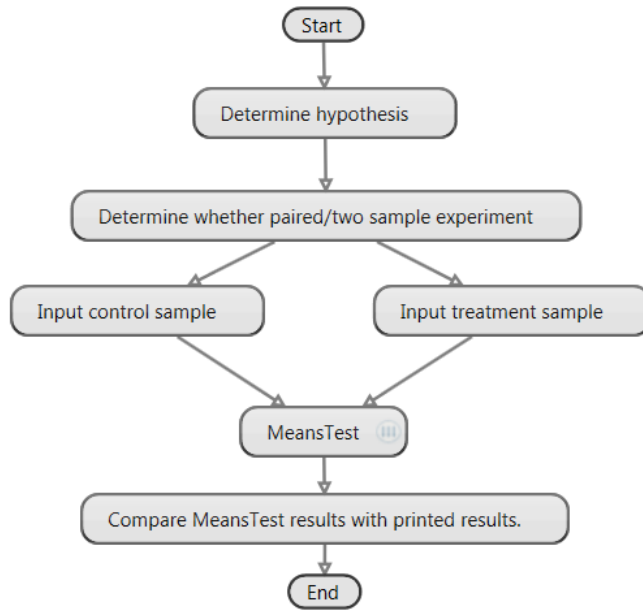 Start
Determine hypothesis
Determine whether paired/two sample experiment
Input control sample
Input treatment sample
MeansTest
Compare MeansTest results with printed results.
End